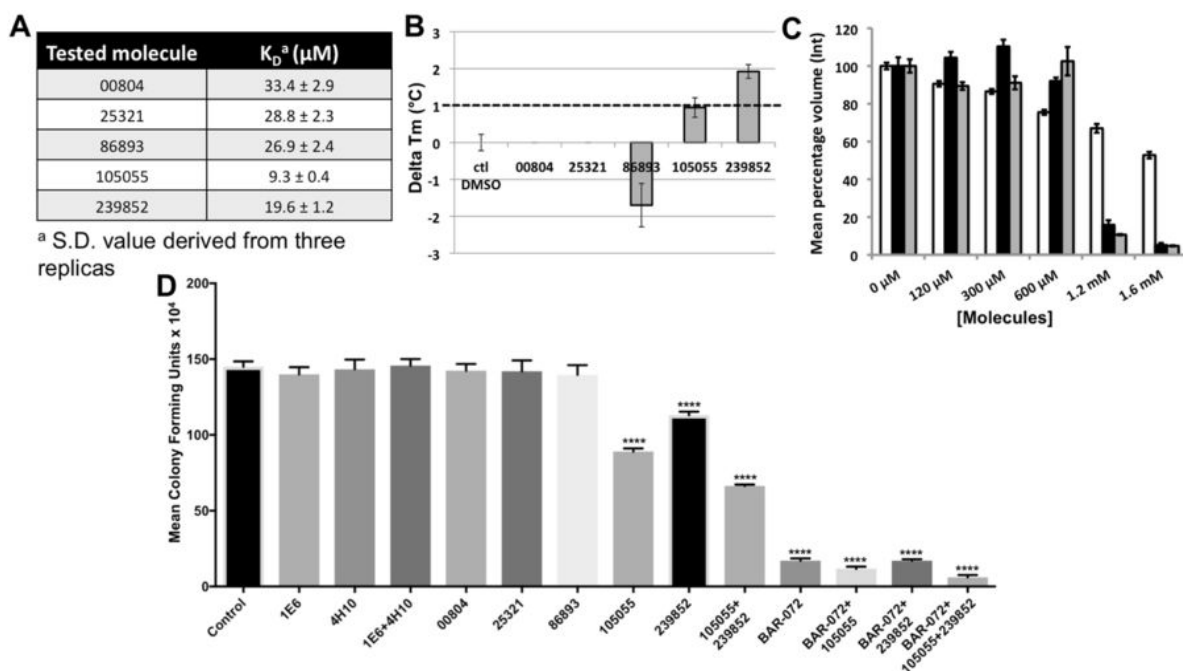 A
Tested molecule K_D^a (µM)
00804 33.4 ± 2.9
25321 28.8 ± 2.3
86893 26.9 ± 2.4
105055 9.3 ± 0.4
239852 19.6 ± 1.2
a S.D. value derived from three
replicas
B
Delta Tm (°C)
3
2
1
0
-1
-2
-3
ctl
DMSO
00804
25321
86893
105055
239852
C
Mean percentage volume (Int)
120
100
80
60
40
20
0
0 µM
120 µM
300 µM
600 µM
1.2 mM
1.6 mM
[Molecules]
D
Mean Colony Forming Units x 10⁴
200
150
100
50
0
****
****
****
****
****
****
****
Control
1E6
4H10
1E6+4H10
00804
25321
86893
105055
239852
105055+
239852
BAR-072
BAR-072+
105055
BAR-072+
239852
BAR-072+
105055+239852